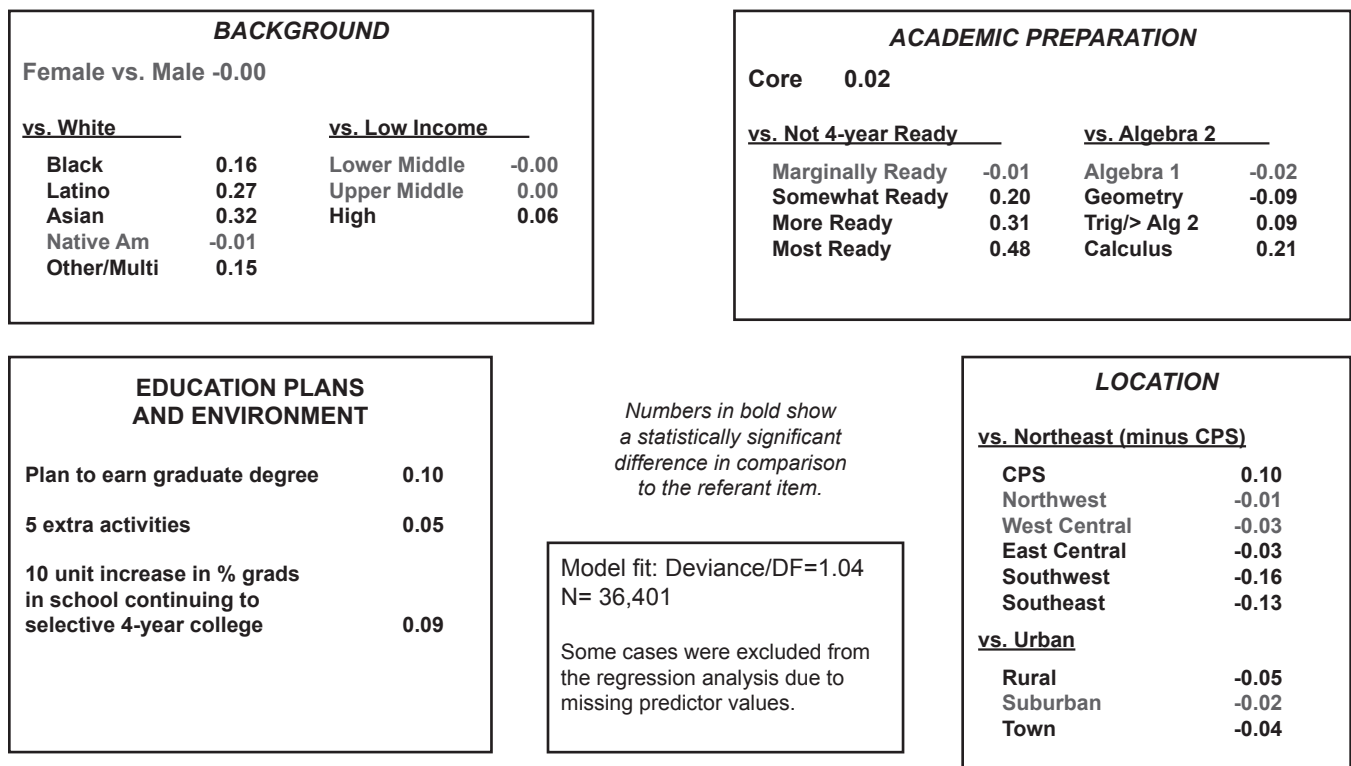 BACKGROUND
Female vs. Male -0.00
vs. White
Black 0.16
Latino 0.27
Asian 0.32
Native Am -0.01
Other/Multi 0.15
vs. Low Income
Lower Middle -0.00
Upper Middle 0.00
High 0.06
ACADEMIC PREPARATION
Core 0.02
vs. Not 4-year Ready
Marginally Ready -0.01
Somewhat Ready 0.20
More Ready 0.31
Most Ready 0.48
vs. Algebra 2
Algebra 1 -0.02
Geometry -0.09
Trig/> Alg 2 0.09
Calculus 0.21
EDUCATION PLANS
AND ENVIRONMENT
Plan to earn graduate degree 0.10
5 extra activities 0.05
10 unit increase in % grads
in school continuing to
selective 4-year college 0.09
Numbers in bold show
a statistically significant
difference in comparison
to the referant item.
Model fit: Deviance/DF=1.04
N= 36,401
Some cases were excluded from
the regression analysis due to
missing predictor values.
LOCATION
vs. Northeast (minus CPS)
CPS 0.10
Northwest -0.01
West Central -0.03
East Central -0.03
Southwest -0.16
Southeast -0.13
vs. Urban
Rural -0.05
Suburban -0.02
Town -0.04